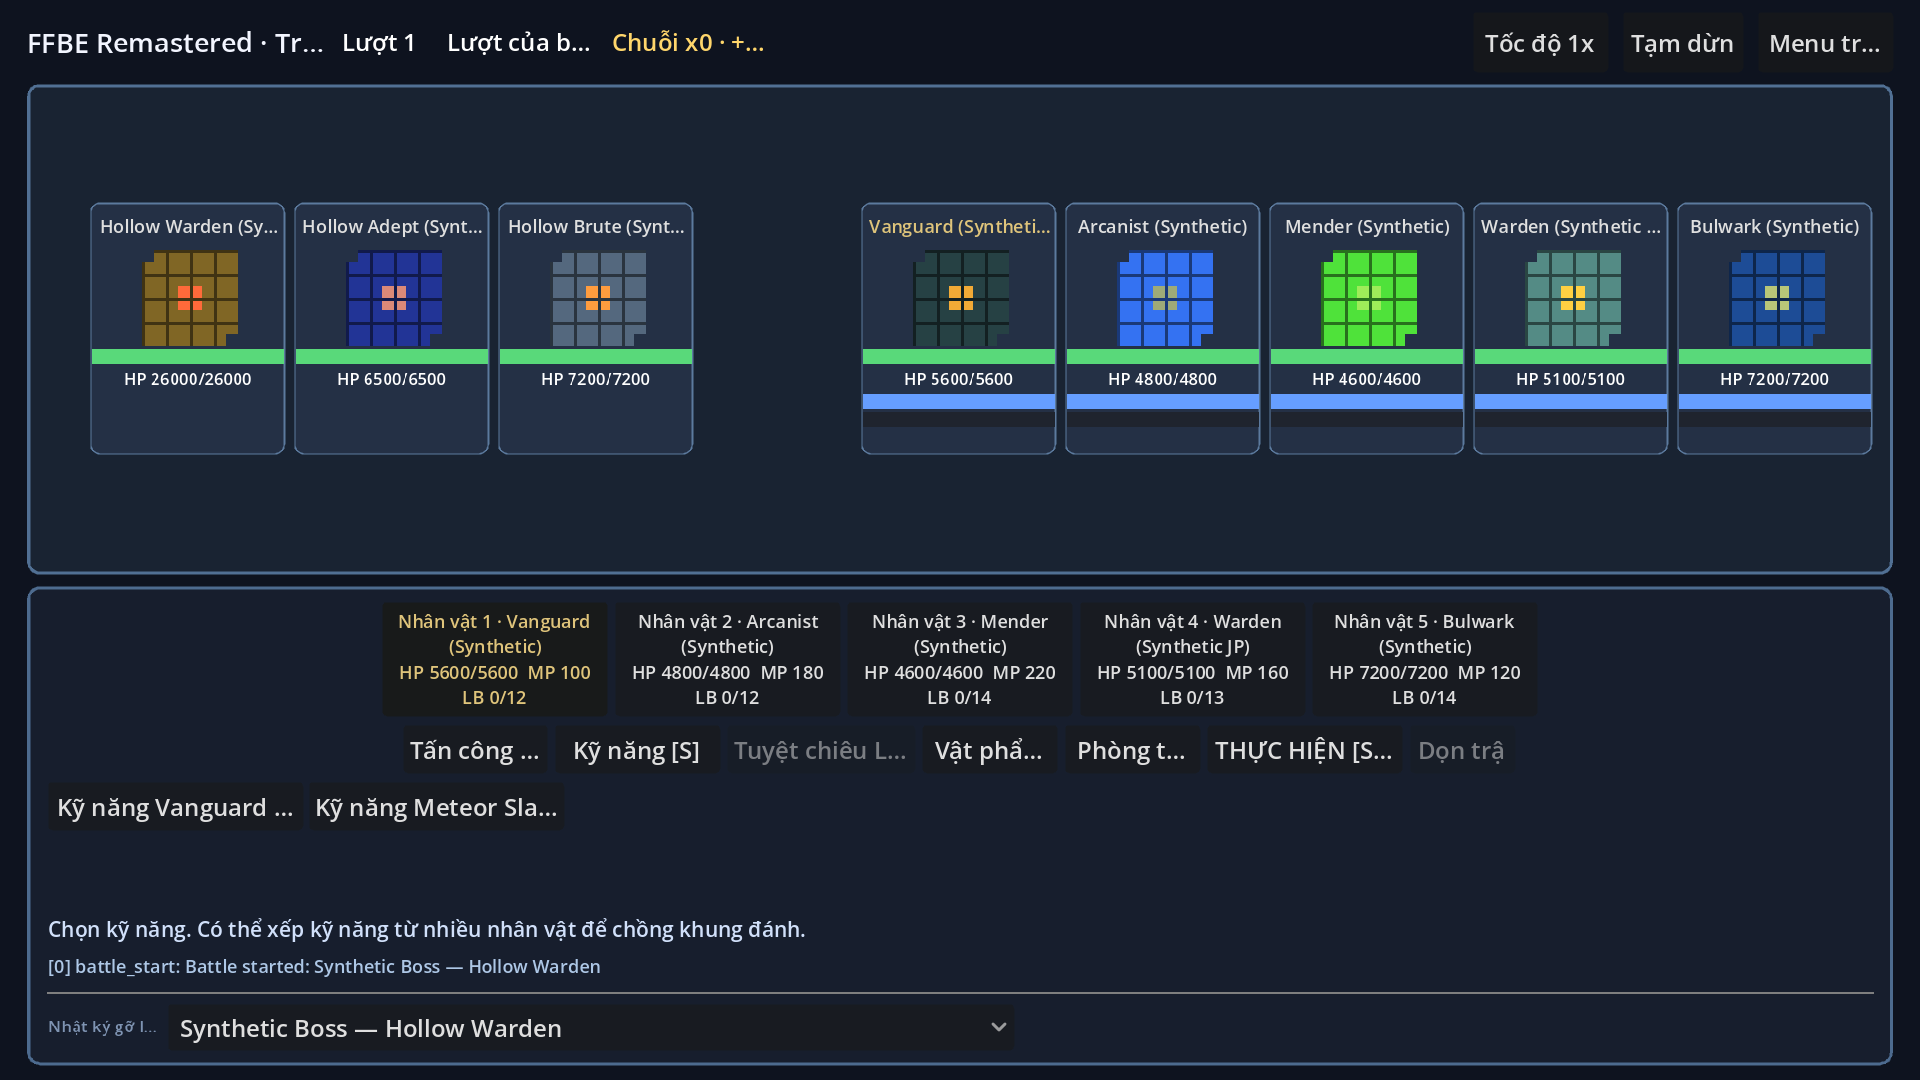 FFBE Remastered · Tr...
Lượt 1
Lượt của b...
Chuỗi x0 · +...
Tốc độ 1x
Tạm dừn
Menu tr...
Hollow Warden (Sy...
HP 26000/26000
Hollow Adept (Synt...
HP 6500/6500
Hollow Brute (Synt...
HP 7200/7200
Vanguard (Syntheti...
HP 5600/5600
Arcanist (Synthetic)
HP 4800/4800
Mender (Synthetic)
HP 4600/4600
Warden (Synthetic ...
HP 5100/5100
Bulwark (Synthetic)
HP 7200/7200
Nhân vật 1 · Vanguard
(Synthetic)
HP 5600/5600 MP 100
LB 0/12
Nhân vật 2 · Arcanist
(Synthetic)
HP 4800/4800 MP 180
LB 0/12
Nhân vật 3 · Mender
(Synthetic)
HP 4600/4600 MP 220
LB 0/14
Nhân vật 4 · Warden
(Synthetic JP)
HP 5100/5100 MP 160
LB 0/13
Nhân vật 5 · Bulwark
(Synthetic)
HP 7200/7200 MP 120
LB 0/14
Tấn công ...
Kỹ năng [S]
Tuyệt chiêu L...
Vật phẩ...
Phòng t...
THỰC HIỆN [S...
Dọn trậ
Kỹ năng Vanguard ...
Kỹ năng Meteor Sla...
Chọn kỹ năng. Có thể xếp kỹ năng từ nhiều nhân vật để chồng khung đánh.
[0] battle_start: Battle started: Synthetic Boss — Hollow Warden
Nhật ký gỡ l...
Synthetic Boss — Hollow Warden